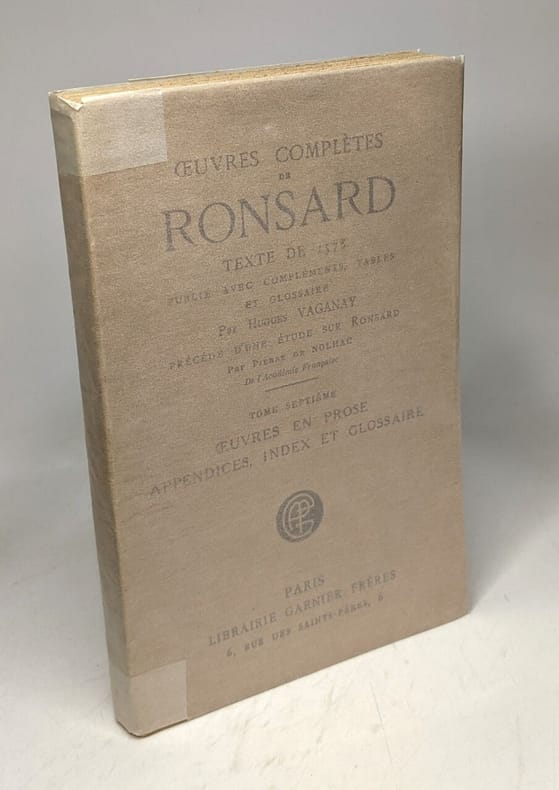 ŒUVRES COMPLÈTES
DE
RONSARD
TEXTE DE 1578
PUBLIÉ AVEC COMPLÉMENTS, TABLES
ET GLOSSAIRE
Par Hugues VAGANAY
PRÉCÉDÉ D'UNE ÉTUDE SUR RONSARD
Par Pierre de NOLHAC
De l'Académie Française
TOME SEPTIÈME
ŒUVRES EN PROSE
APPENDICES, INDEX ET GLOSSAIRE
PARIS
LIBRAIRIE GARNIER FRÈRES
6, RUE DES SAINTS-PÈRES, 6